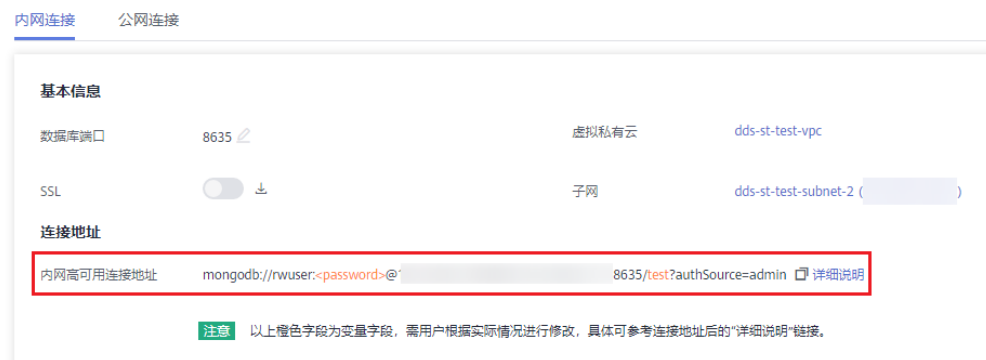 内网连接 公网连接
基本信息
数据库端口 8635 虚拟私有云 dds-st-test-vpc
SSL 子网 dds-st-test-subnet-2 ( )
连接地址
内网高可用连接地址 mongodb://rwuser:<password>@ 8635/test?authSource=admin 详细说明
注意 以上橙色字段为变量字段，需用户根据实际情况进行修改，具体可参考连接地址后的“详细说明”链接。